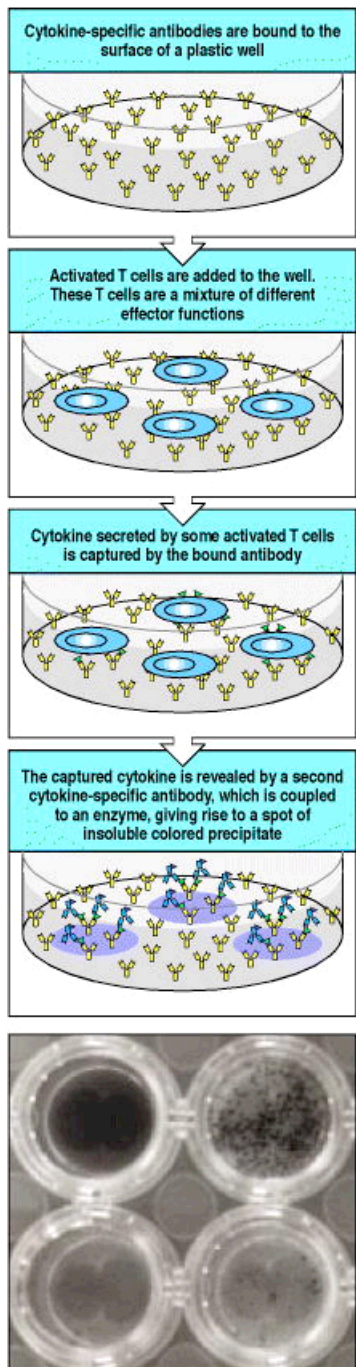 Cytokine-specific antibodies are bound to the
surface of a plastic well
Activated T cells are added to the well.
These T cells are a mixture of different
effector functions
Cytokine secreted by some activated T cells
is captured by the bound antibody
The captured cytokine is revealed by a second
cytokine-specific antibody, which is coupled
to an enzyme, giving rise to a spot of
insoluble colored precipitate